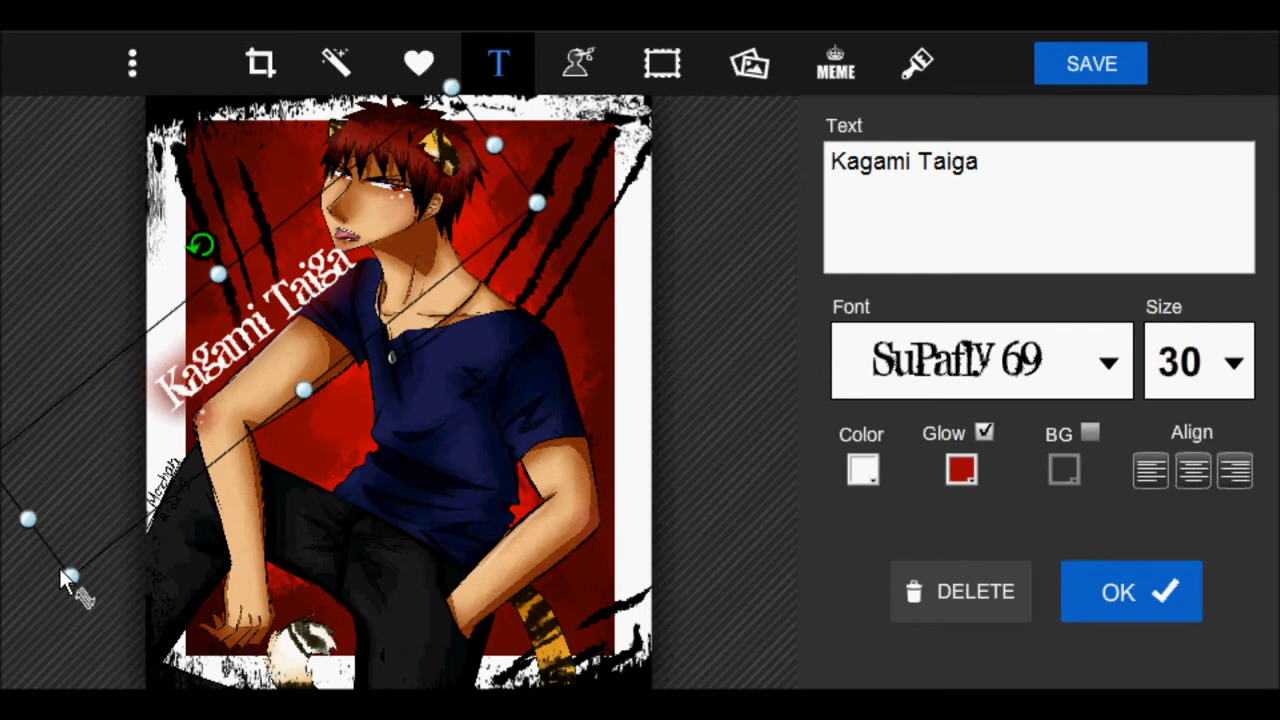 T
MEME
SAVE
Text
Kagami Taiga
Font
Size
SuPafly 69
30
Color
Glow
BG
Align
DELETE
OK
Kagami Taiga